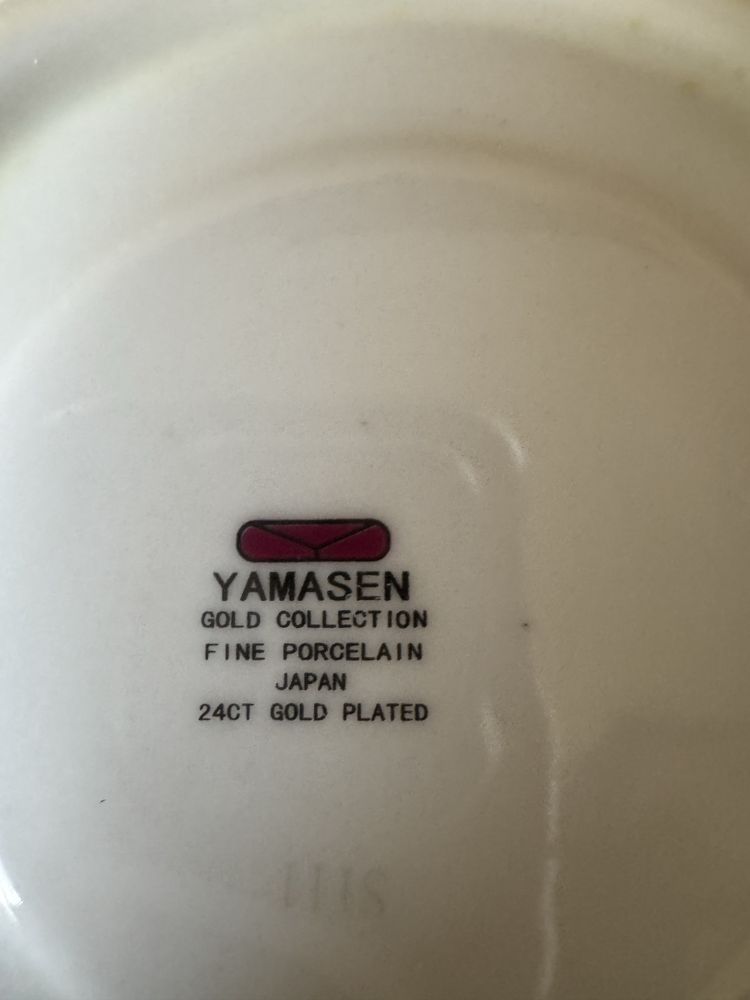 YAMASEN
GOLD COLLECTION
FINE PORCELAIN
JAPAN
24CT GOLD PLATED